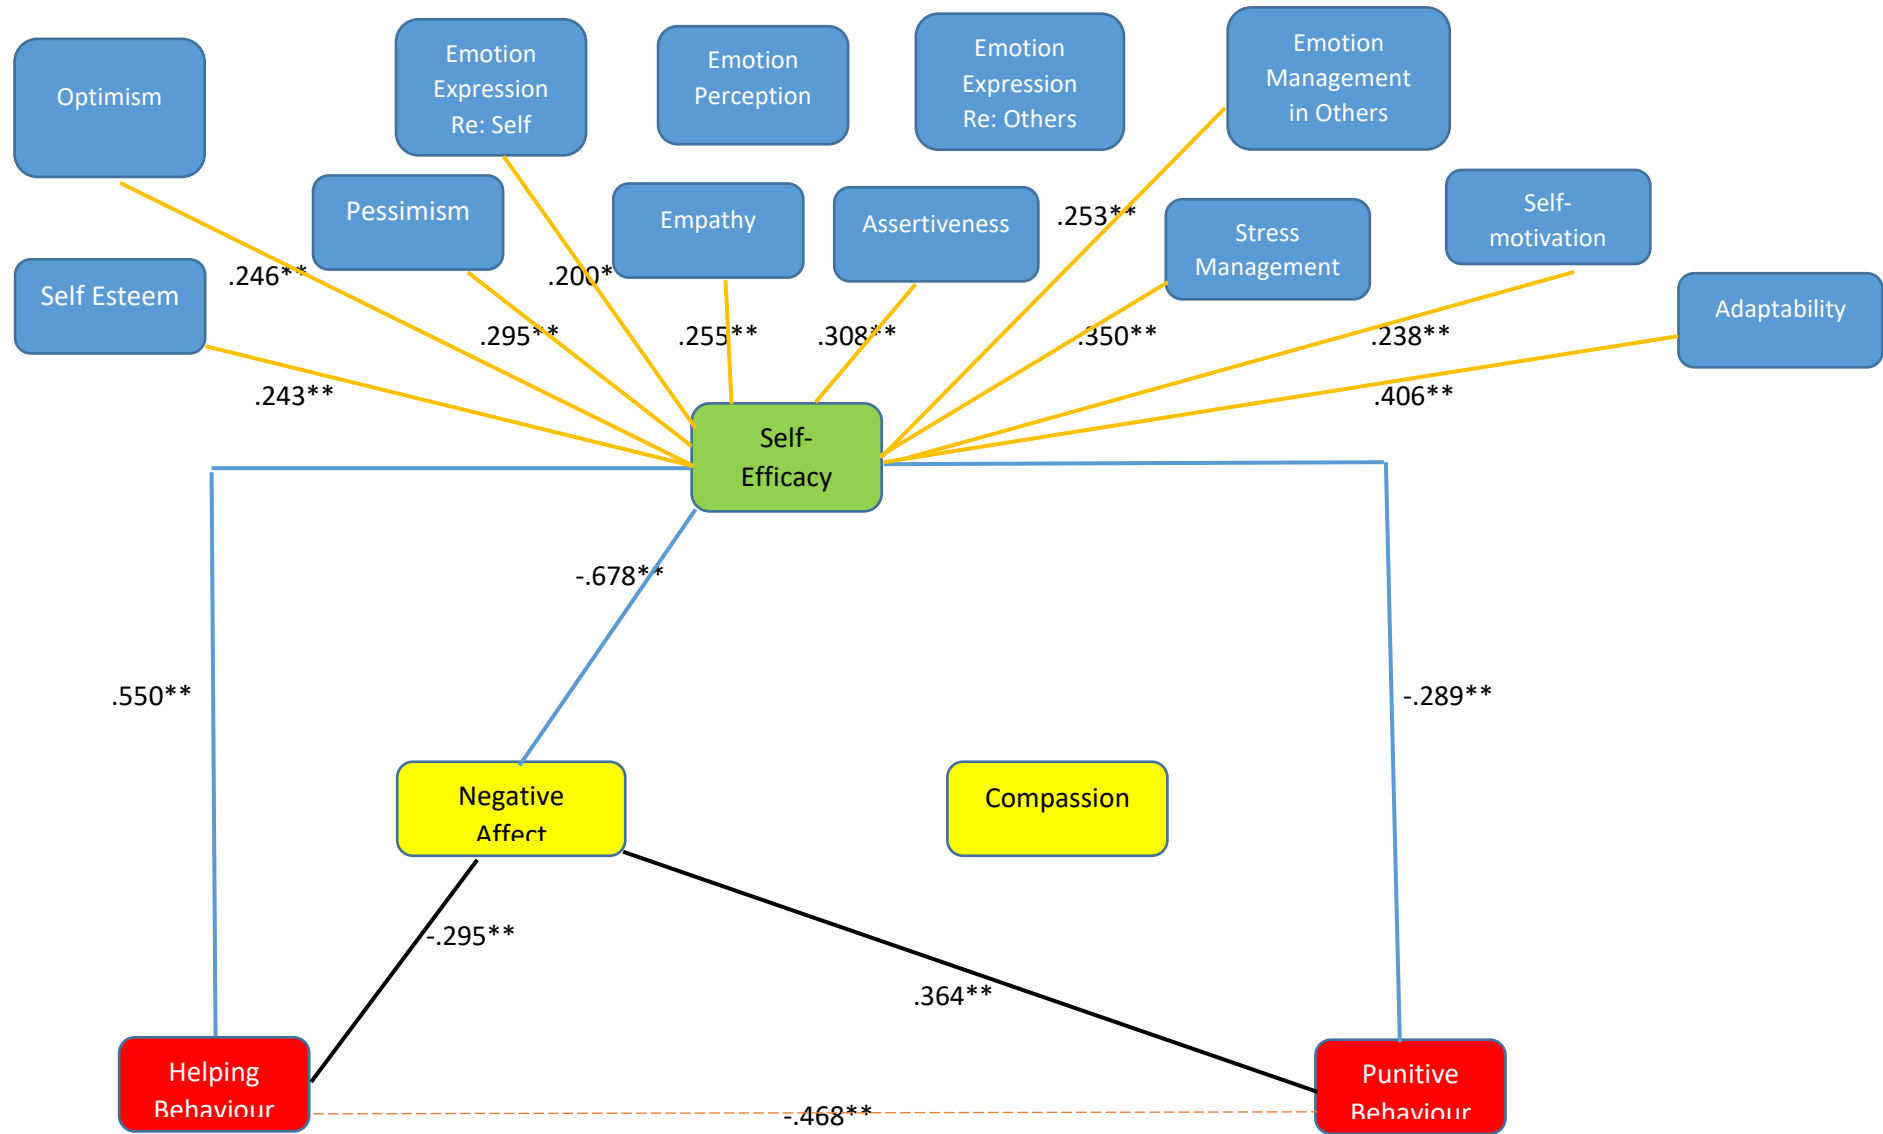 Optimism
Emotion
Expression
Re: Self
Emotion
Perception
Emotion
Expression
Re: Others
Emotion
Management
in Others
Pessimism
Empathy
Assertiveness
Stress
Management
Self-
motivation
Self Esteem
Adaptability
.246**
.200*
.253**
.295**
.255**
.308**
.350**
.238**
.243**
.406**
Self-
Efficacy
-.678**
.550**
-.289**
Negative
Affect
Compassion
-.295**
.364**
Helping
Behaviour
Punitive
Behaviour
-.468**